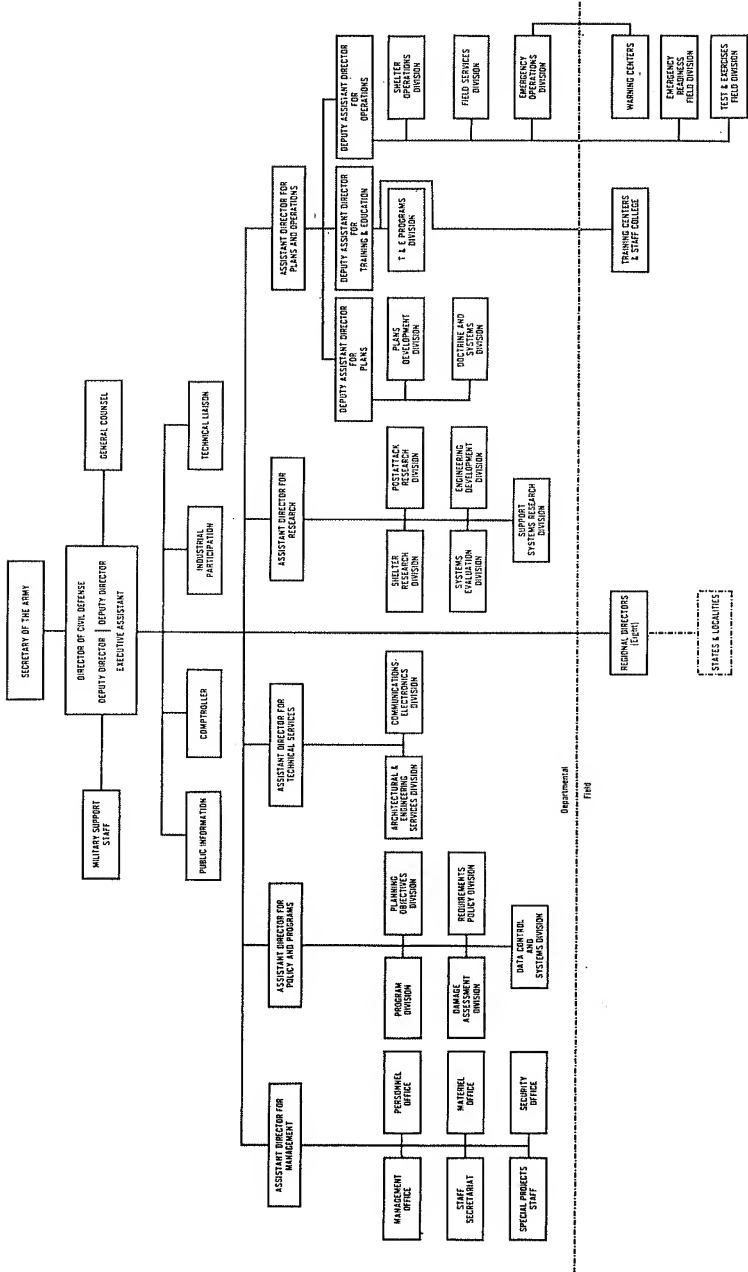 SECRETARY OF THE ARMY
DIRECTOR OF CIVIL DEFENSE
DEPUTY DIRECTOR | DEPUTY DIRECTOR
EXECUTIVE ASSISTANT
MILITARY SUPPORT
STAFF
GENERAL COUNSEL
PUBLIC INFORMATION
COMPTROLLER
INDUSTRIAL
PARTICIPATION
TECHNICAL LIAISON
ASSISTANT DIRECTOR FOR
MANAGEMENT
MANAGEMENT
OFFICE
PERSONNEL
OFFICE
STAFF
SECRETARIAT
MATERIEL
OFFICE
SPECIAL PROJECTS
STAFF
SECURITY
OFFICE
ASSISTANT DIRECTOR FOR
POLICY AND PROGRAMS
PROGRAM
DIVISION
PLANNING
OBJECTIVES
DIVISION
DAMAGE
ASSESSMENT
DIVISION
REQUIREMENTS
POLICY DIVISION
DATA CONTROL
AND
SYSTEMS DIVISION
ASSISTANT DIRECTOR FOR
TECHNICAL SERVICES
ARCHITECTURAL &
ENGINEERING
SERVICES DIVISION
COMMUNICATIONS-
ELECTRONICS
DIVISION
ASSISTANT DIRECTOR FOR
RESEARCH
SHELTER
RESEARCH
DIVISION
POSTATTACK
RESEARCH
DIVISION
SYSTEMS
EVALUATION
DIVISION
ENGINEERING
DEVELOPMENT
DIVISION
SUPPORT
SYSTEMS RESEARCH
DIVISION
ASSISTANT DIRECTOR FOR
PLANS AND OPERATIONS
DEPUTY ASSISTANT DIRECTOR
FOR
PLANS
PLANS
DEVELOPMENT
DIVISION
DOCTRINE AND
SYSTEMS
DIVISION
DEPUTY ASSISTANT DIRECTOR
FOR
TRAINING & EDUCATION
T & E PROGRAMS
DIVISION
DEPUTY ASSISTANT DIRECTOR
FOR
OPERATIONS
SHELTER
OPERATIONS
DIVISION
FIELD SERVICES
DIVISION
EMERGENCY
OPERATIONS
DIVISION
Departmental
Field
REGIONAL DIRECTORS
(Eight)
STATES & LOCALITIES
TRAINING CENTERS
& STAFF COLLEGE
WARNING CENTERS
EMERGENCY
READINESS
FIELD DIVISION
TEST & EXERCISES
FIELD DIVISION